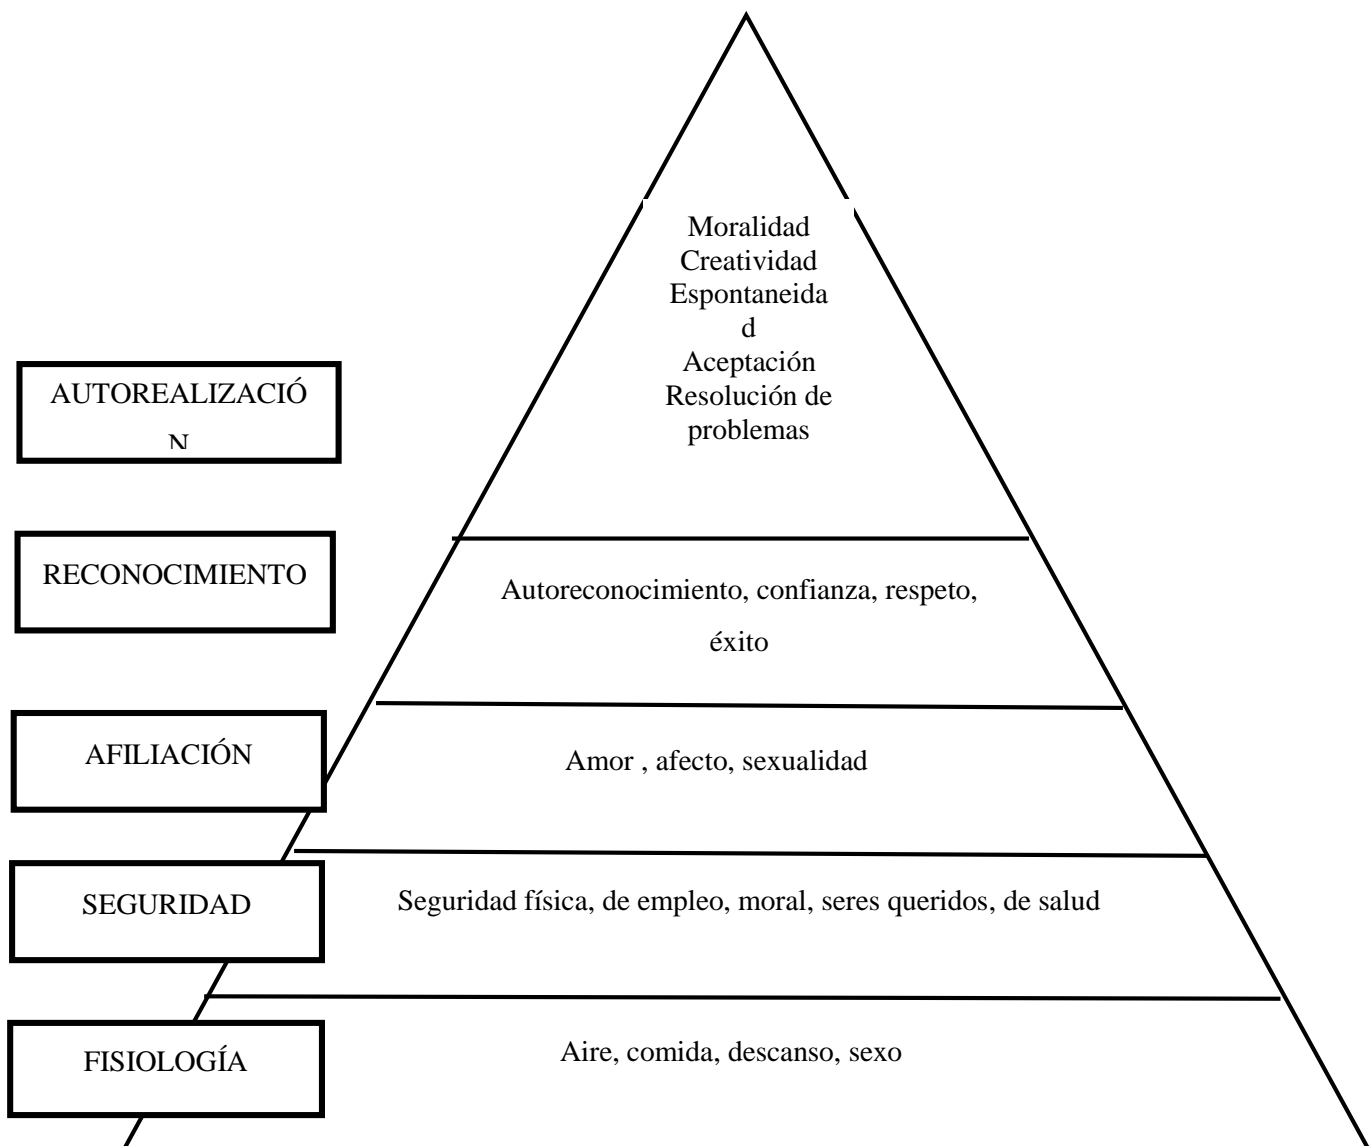 Moralidad
Creatividad
Espontaneida
d
Aceptación
Resolución de
problemas
AUTOREALIZACIÓ
N
RECONOCIMIENTO
Autoreconocimiento, confianza, respeto,
éxito
AFILIACIÓN
Amor , afecto, sexualidad
SEGURIDAD
Seguridad física, de empleo, moral, seres queridos, de salud
FISIOLOGÍA
Aire, comida, descanso, sexo